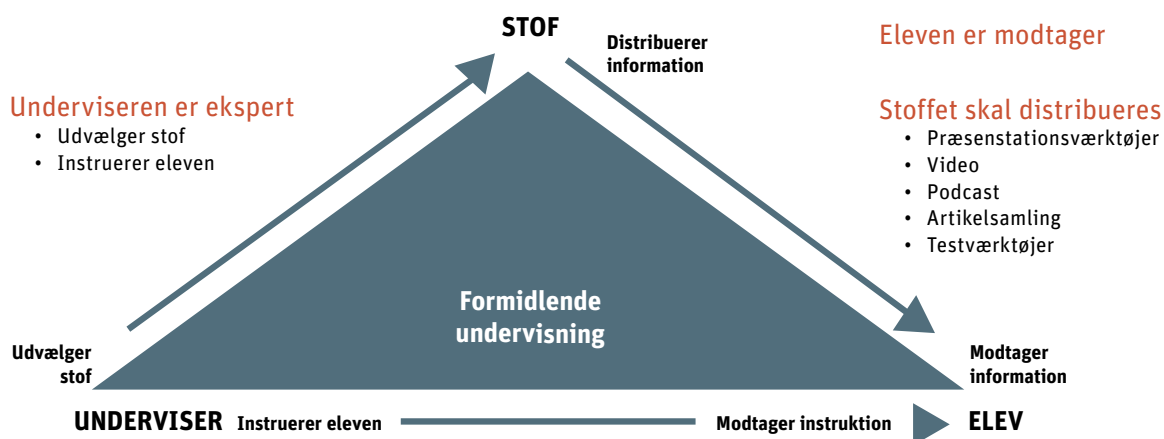 STOF
Distribuerer
information
Eleven er modtager
Underviseren er ekspert
• Udvælger stof
• Instruerer eleven
Stoffet skal distribueres
• Præsenstationsværktøjer
• Video
• Podcast
• Artikelsamling
• Testværktøjer
Formidlende
undervisning
Udvælger
stof
Modtager
information
UNDERVISER Instruerer eleven Modtager instruktion ELEV